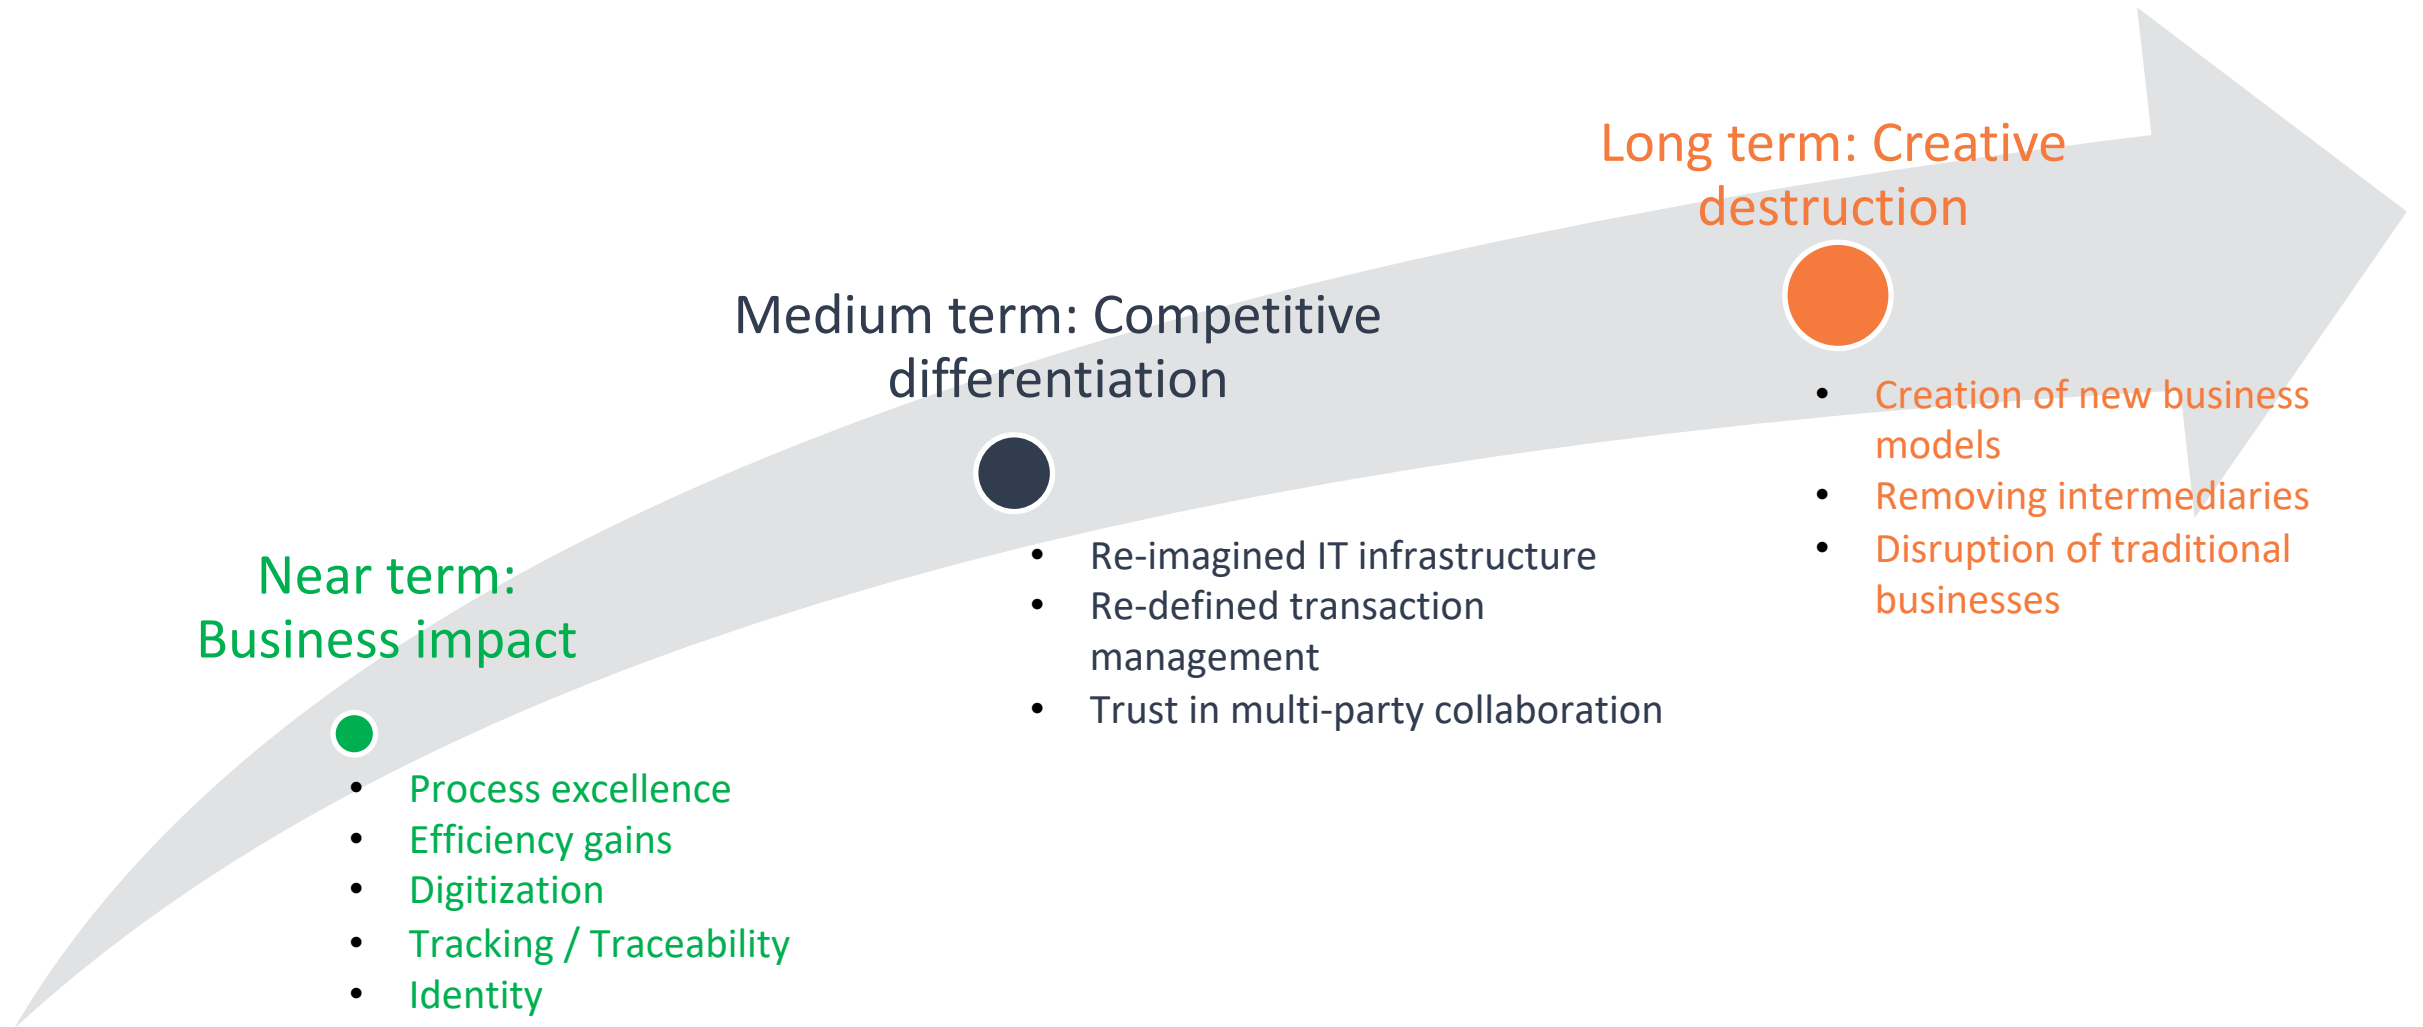 Near term:
Business impact
• Process excellence
• Efficiency gains
• Digitization
• Tracking / Traceability
• Identity
Medium term: Competitive
differentiation
• Re-imagined IT infrastructure
• Re-defined transaction
management
• Trust in multi-party collaboration
Long term: Creative
destruction
• Creation of new business
models
• Removing intermediaries
• Disruption of traditional
businesses